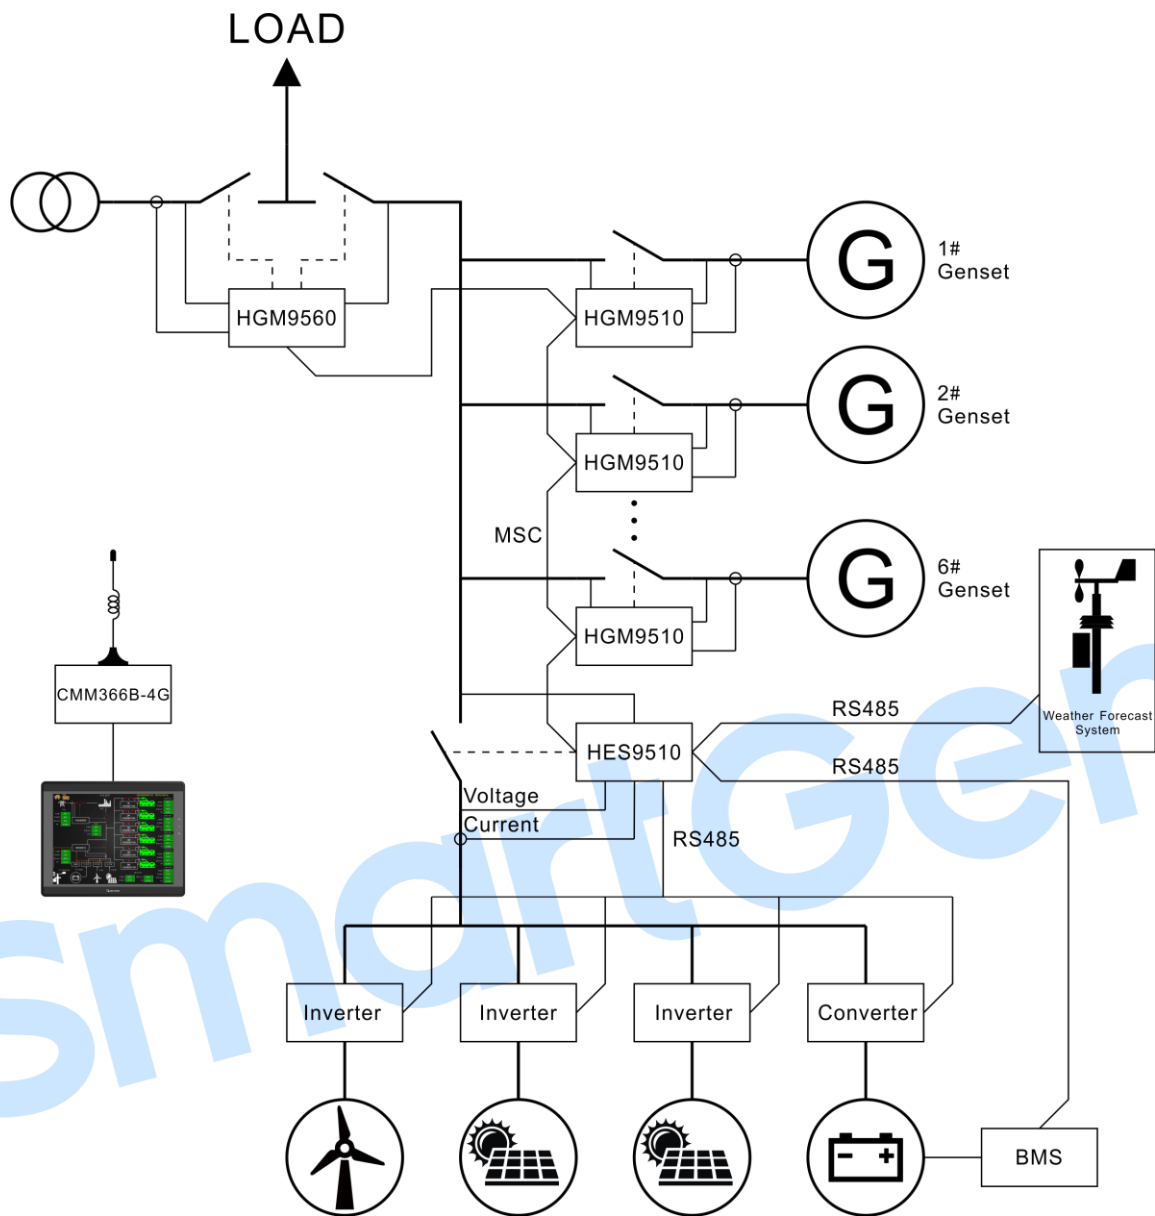 LOAD
G
1#
Genset
HGM9560
HGM9510
G
2#
Genset
HGM9510
MSC
G
6#
Genset
HGM9510
CMM366B-4G
RS485
Weather Forecast
System
HES9510
RS485
Voltage
Current
RS485
smartGen
Inverter
Inverter
Inverter
Converter
BMS